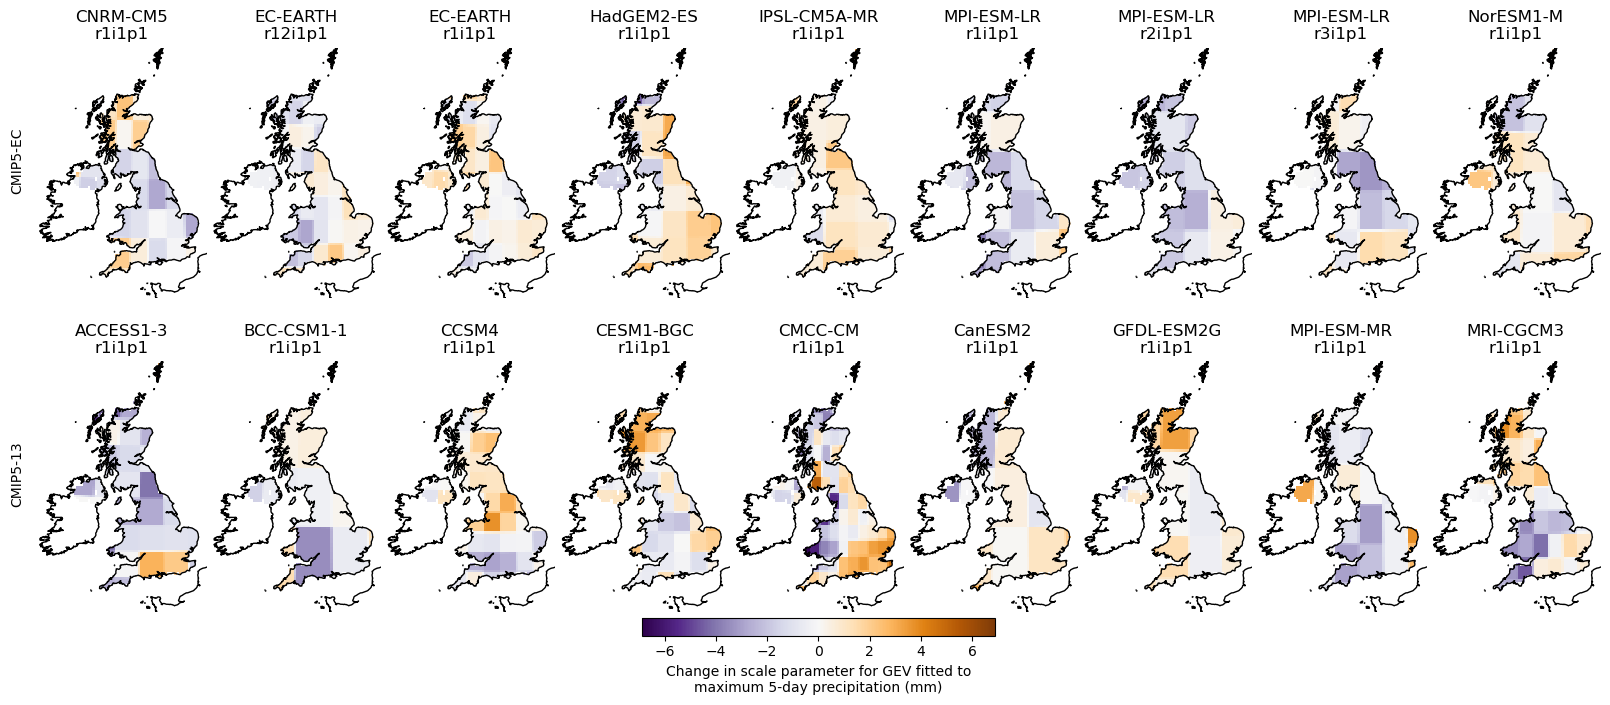 CNRM-CM5 EC-EARTH EC-EARTH HadGEM2-ES IPSL-CM5A-MR MPI-ESM-LR MPI-ESM-LR MPI-ESM-LR NorESM1-M
r1i1p1 r12i1p1 r1i1p1 r1i1p1 r1i1p1 r1i1p1 r2i1p1 r3i1p1 r1i1p1
CMIP5-EC
ACCESS1-3 BCC-CSM1-1 CCSM4 CESM1-BGC CMCC-CM CanESM2 GFDL-ESM2G MPI-ESM-MR MRI-CGCM3
r1i1p1 r1i1p1 r1i1p1 r1i1p1 r1i1p1 r1i1p1 r1i1p1 r1i1p1 r1i1p1
CMIP5-13
−6 −4 −2 0 2 4 6
Change in scale parameter for GEV fitted to
maximum 5-day precipitation (mm)